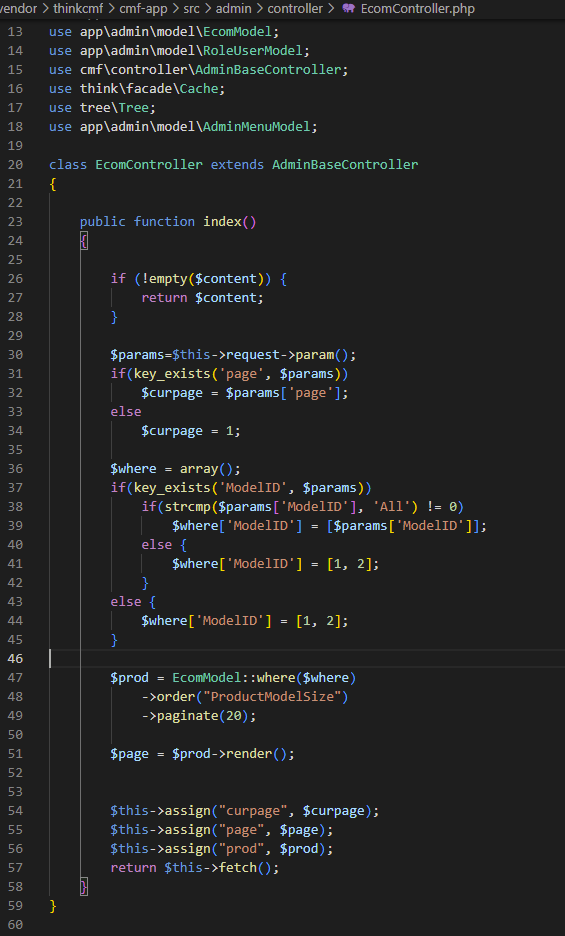 vendor > thinkcmf > cmf-app > src > admin > controller > EcomController.php
13 use app\admin\model\EcomModel;
14 use app\admin\model\RoleUserModel;
15 use cmf\controller\AdminBaseController;
16 use think\facade\Cache;
17 use tree\Tree;
18 use app\admin\model\AdminMenuModel;
19
20 class EcomController extends AdminBaseController
21 {
22
23     public function index()
24     {
25
26         if (!empty($content)) {
27             return $content;
28         }
29
30         $params=$this->request->param();
31         if(key_exists('page', $params))
32             $curpage = $params['page'];
33         else
34             $curpage = 1;
35
36         $where = array();
37         if(key_exists('ModelID', $params))
38             if(strcmp($params['ModelID'], 'All') != 0)
39                 $where['ModelID'] = [$params['ModelID']];
40             else {
41                 $where['ModelID'] = [1, 2];
42             }
43         else {
44             $where['ModelID'] = [1, 2];
45         }
46
47         $prod = EcomModel::where($where)
48             ->order("ProductModelSize")
49             ->paginate(20);
50
51         $page = $prod->render();
52
53
54         $this->assign("curpage", $curpage);
55         $this->assign("page", $page);
56         $this->assign("prod", $prod);
57         return $this->fetch();
58     }
59 }
60